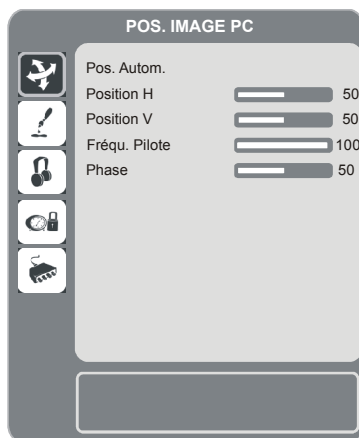 POS. IMAGE PC
Pos. Autom.
Position H 50
Position V 50
Fréqu. Pilote 100
Phase 50